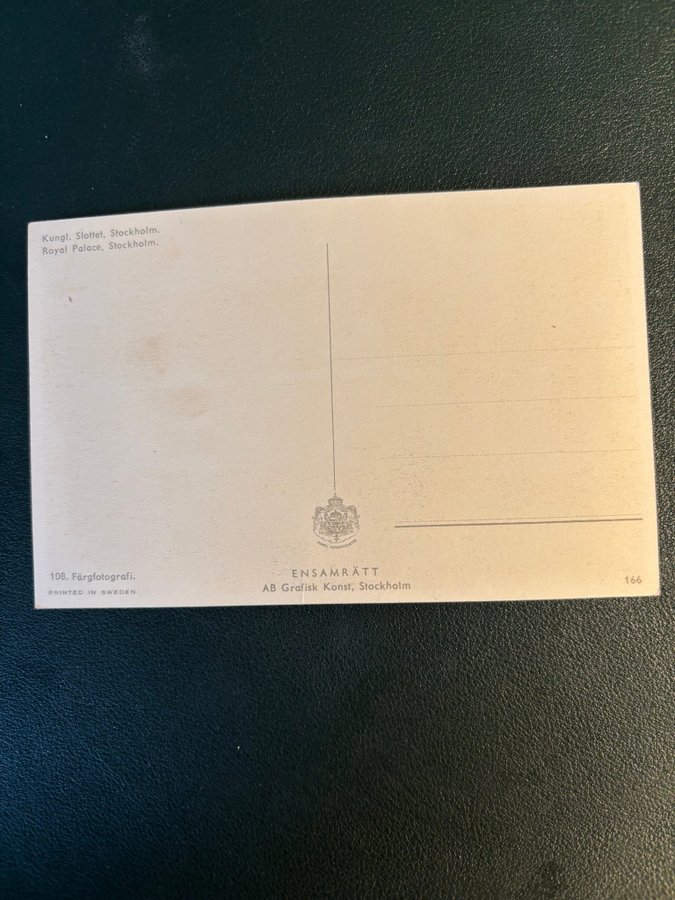 Kungl. Slottet, Stockholm.
Royal Palace, Stockholm.
108. Färgfotografi.
PRINTED IN SWEDEN
ENSAMRÄTT
AB Grafisk Konst, Stockholm
166